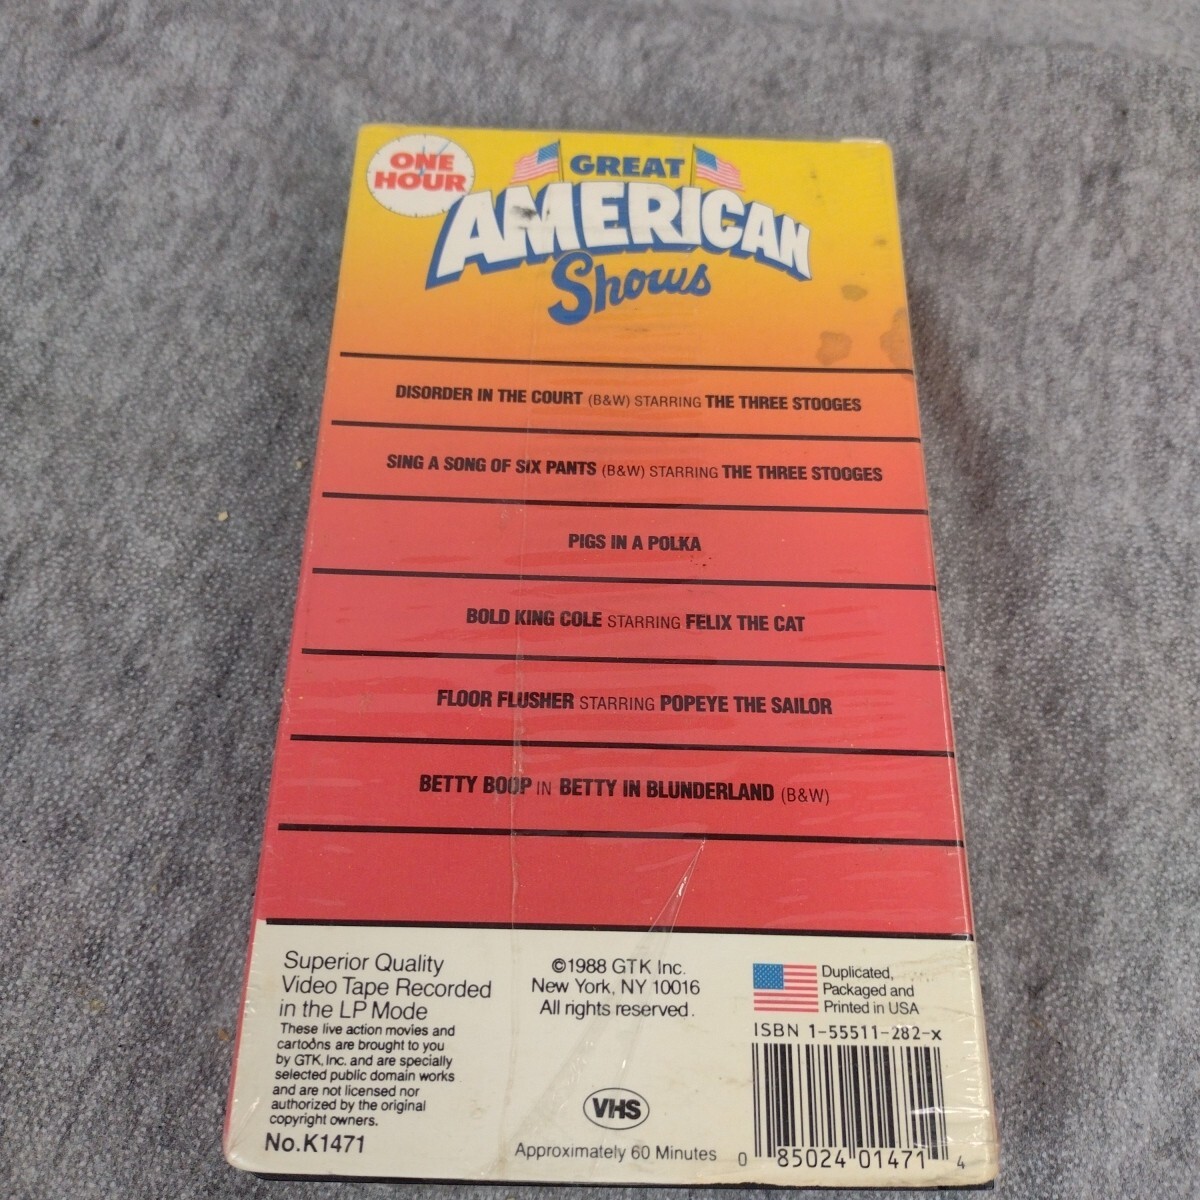 ONE
HOUR
GREAT
AMERICAN
Shows
DISORDER IN THE COURT (B&W) STARRING THE THREE STOOGES
SING A SONG OF SIX PANTS (B&W) STARRING THE THREE STOOGES
PIGS IN A POLKA
BOLD KING COLE STARRING FELIX THE CAT
FLOOR FLUSHER STARRING POPEYE THE SAILOR
BETTY BOOP IN BETTY IN BLUNDERLAND (B&W)
Superior Quality
Video Tape Recorded
in the LP Mode
These live action movies and
cartoons are brought to you
by GTK, Inc. and are specially
selected public domain works
and are not licensed nor
authorized by the original
copyright owners.
No.K1471
©1988 GTK Inc.
New York, NY 10016
All rights reserved.
VHS
Approximately 60 Minutes
Duplicated,
Packaged and
Printed in USA
ISBN 1-55511-282-x
0 85024 01471 4